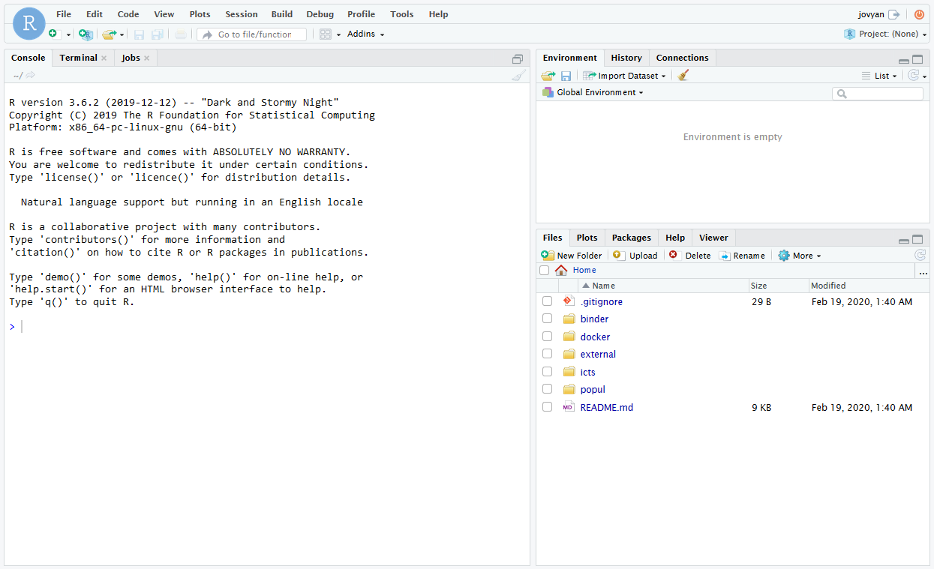 R
File Edit Code View Plots Session Build Debug Profile Tools Help
jovyan
Go to file/function
Addins
Project: (None)
Console Terminal Jobs
~/
R version 3.6.2 (2019-12-12) -- "Dark and Stormy Night"
Copyright (C) 2019 The R Foundation for Statistical Computing
Platform: x86_64-pc-linux-gnu (64-bit)
R is free software and comes with ABSOLUTELY NO WARRANTY.
You are welcome to redistribute it under certain conditions.
Type 'license()' or 'licence()' for distribution details.
Natural language support but running in an English locale
R is a collaborative project with many contributors.
Type 'contributors()' for more information and
'citation()' on how to cite R or R packages in publications.
Type 'demo()' for some demos, 'help()' for on-line help, or
'help.start()' for an HTML browser interface to help.
Type 'q()' to quit R.
>
Environment History Connections
Import Dataset
List
Global Environment
Environment is empty
Files Plots Packages Help Viewer
New Folder Upload Delete Rename More
Home ...
Name Size Modified
.gitignore 29 B Feb 19, 2020, 1:40 AM
binder
docker
external
icts
popul
MD README.md 9 KB Feb 19, 2020, 1:40 AM